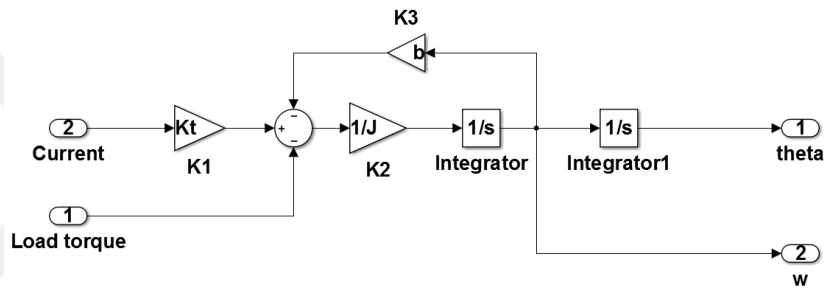 K3
b
2
Kt
+
−
−
1/J
1/s
1/s
1
Current
K1
K2
Integrator
Integrator1
theta
1
Load torque
2
w